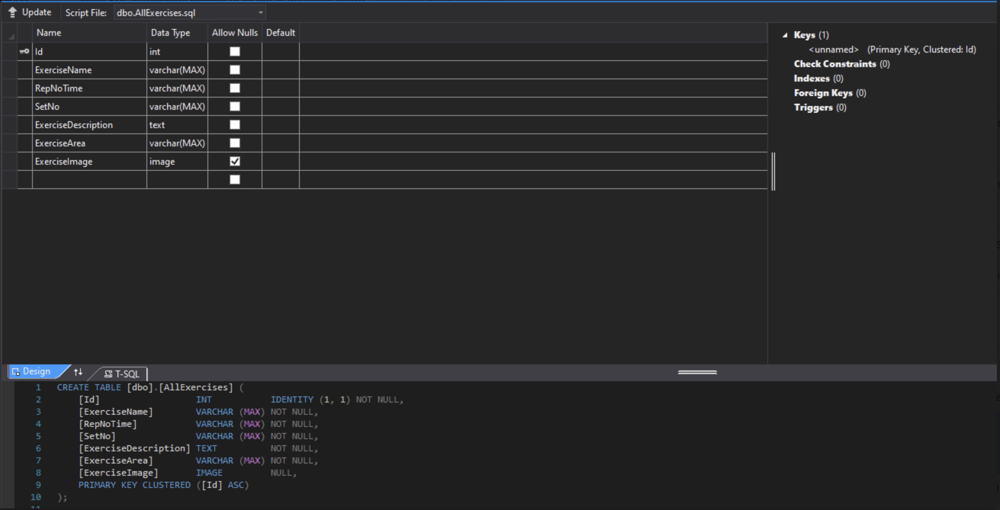 Update Script File: dbo.AllExercises.sql
Name Data Type Allow Nulls Default
Id int
ExerciseName varchar(MAX)
RepNoTime varchar(MAX)
SetNo varchar(MAX)
ExerciseDescription text
ExerciseArea varchar(MAX)
ExerciseImage image
Keys (1)
<unnamed> (Primary Key, Clustered: Id)
Check Constraints (0)
Indexes (0)
Foreign Keys (0)
Triggers (0)
Design T-SQL
1 CREATE TABLE [dbo].[AllExercises] (
2 [Id] INT IDENTITY (1, 1) NOT NULL,
3 [ExerciseName] VARCHAR (MAX) NOT NULL,
4 [RepNoTime] VARCHAR (MAX) NOT NULL,
5 [SetNo] VARCHAR (MAX) NOT NULL,
6 [ExerciseDescription] TEXT NOT NULL,
7 [ExerciseArea] VARCHAR (MAX) NOT NULL,
8 [ExerciseImage] IMAGE NULL,
9 PRIMARY KEY CLUSTERED ([Id] ASC)
10 );
11